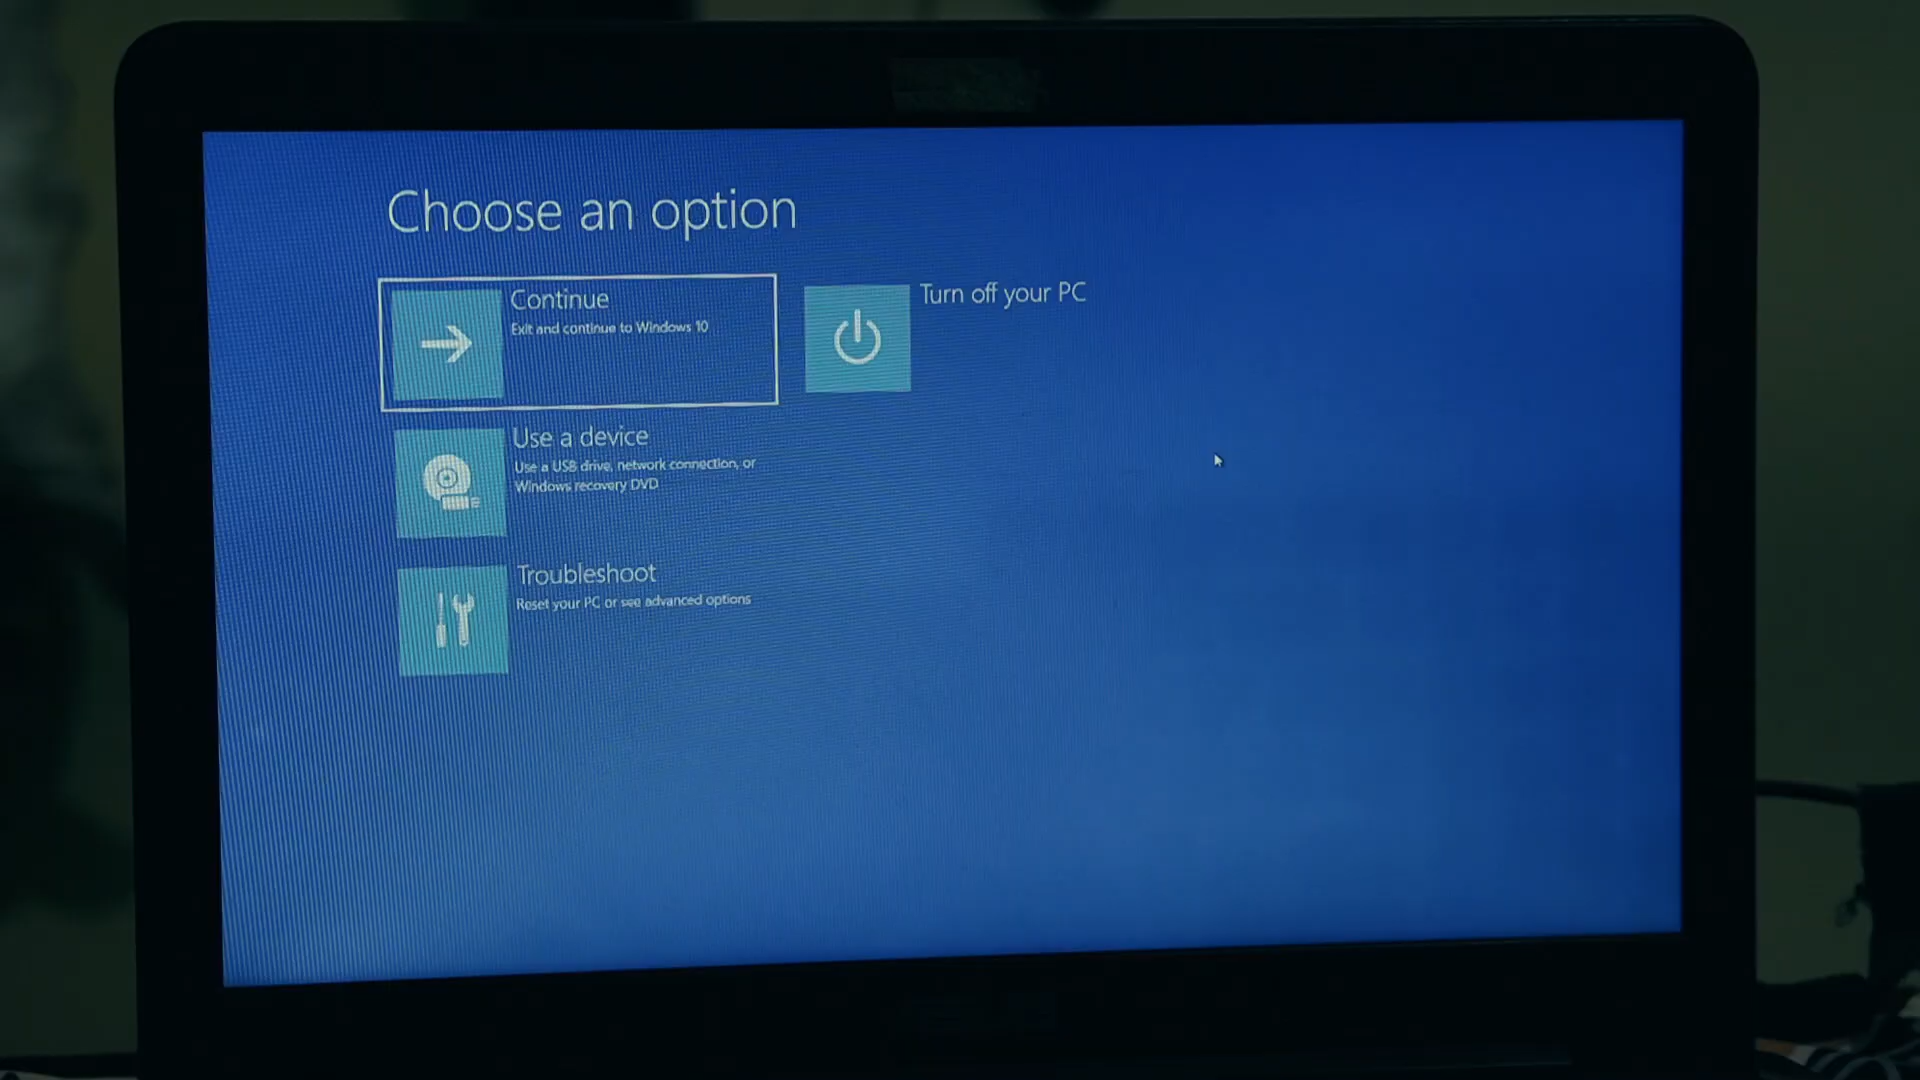 Choose an option
Continue
Exit and continue to Windows 10
Turn off your PC
Use a device
Use a USB drive, network connection, or
Windows recovery DVD
Troubleshoot
Reset your PC or see advanced options